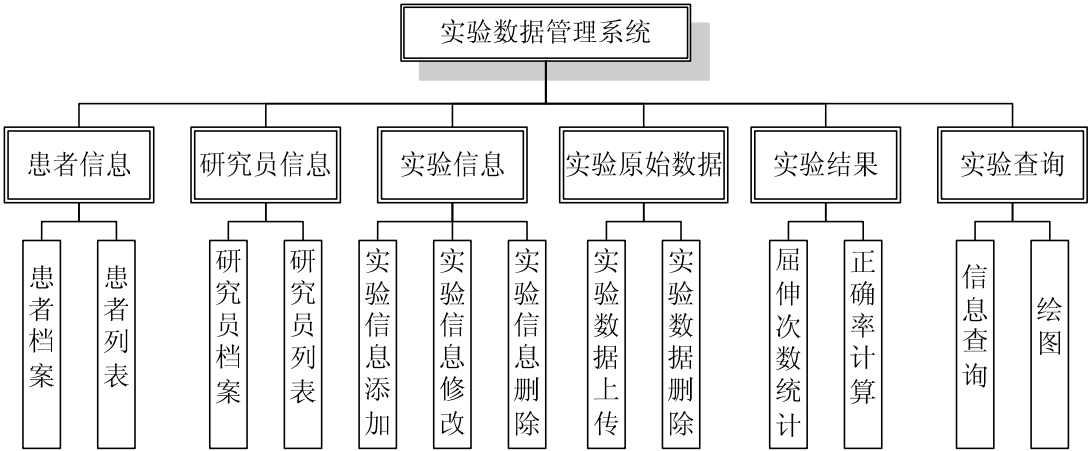 实验数据管理系统
患者信息
研究员信息
实验信息
实验原始数据
实验结果
实验查询
患者档案
患者列表
研究员档案
研究员列表
实验信息添加
实验信息修改
实验信息删除
实验数据上传
实验数据删除
屈伸次数统计
正确率计算
信息查询
绘图